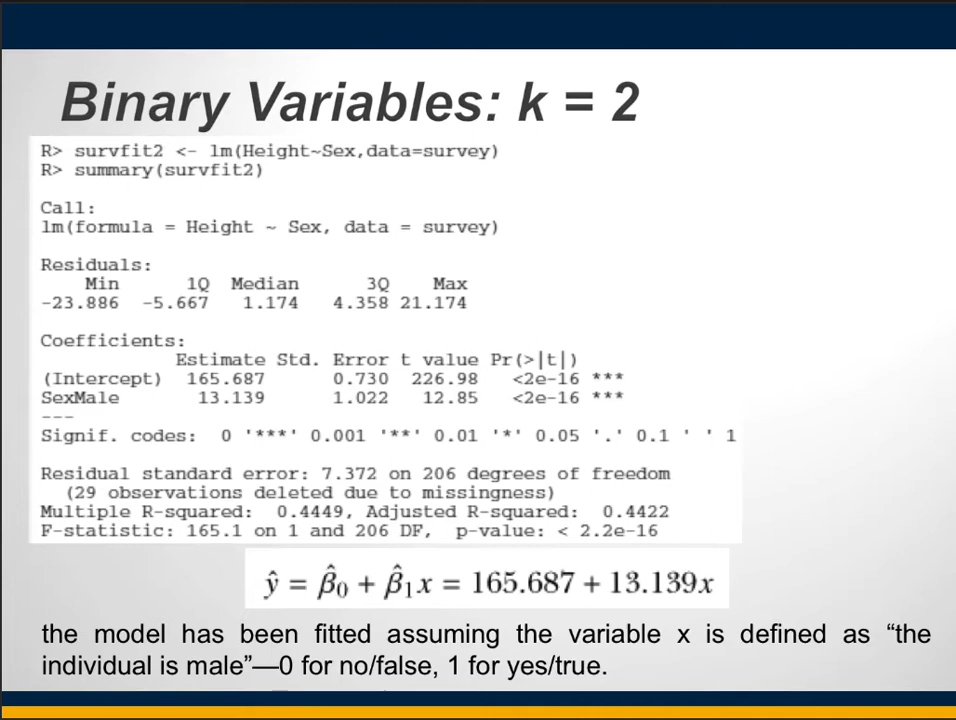 Binary Variables: k = 2
R> survfit2 <- lm(Height~Sex,data=survey)
R> summary(survfit2)
Call:
lm(formula = Height ~ Sex, data = survey)
Residuals:
Min 1Q Median 3Q Max
-23.886 -5.667 1.174 4.358 21.174
Coefficients:
Estimate Std. Error t value Pr(>|t|)
(Intercept) 165.687 0.730 226.98 <2e-16 ***
SexMale 13.139 1.022 12.85 <2e-16 ***
---
Signif. codes: 0 '***' 0.001 '**' 0.01 '*' 0.05 '.' 0.1 ' ' 1
Residual standard error: 7.372 on 206 degrees of freedom
(29 observations deleted due to missingness)
Multiple R-squared: 0.4449, Adjusted R-squared: 0.4422
F-statistic: 165.1 on 1 and 206 DF, p-value: < 2.2e-16
ŷ = β̂₀ + β̂₁x = 165.687 + 13.139x
the model has been fitted assuming the variable x is defined as “the
individual is male”—0 for no/false, 1 for yes/true.